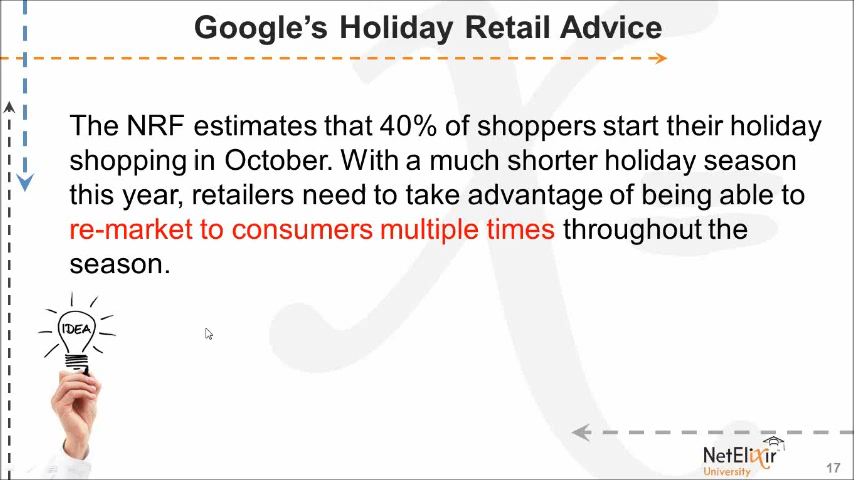 Google’s Holiday Retail Advice
The NRF estimates that 40% of shoppers start their holiday
shopping in October. With a much shorter holiday season
this year, retailers need to take advantage of being able to
re-market to consumers multiple times throughout the
season.
IDEA
NetElixir
University
17